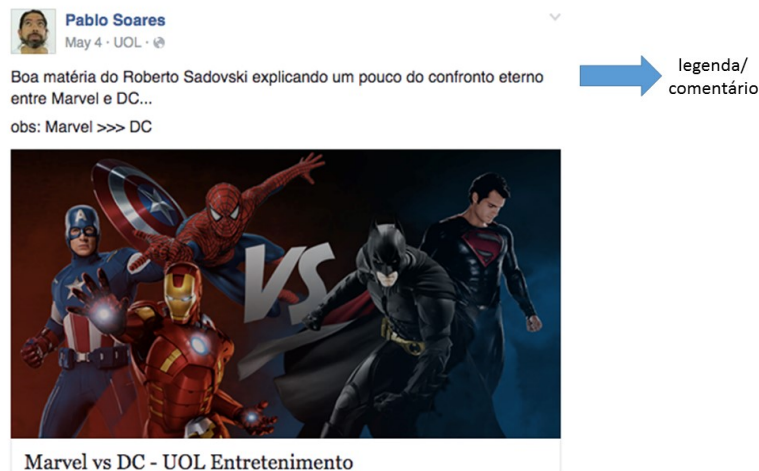 Pablo Soares
May 4 · UOL ·
Boa matéria do Roberto Sadovski explicando um pouco do confronto eterno
entre Marvel e DC...
obs: Marvel >>> DC
legenda/
comentário
A
VS
Marvel vs DC - UOL Entretenimento